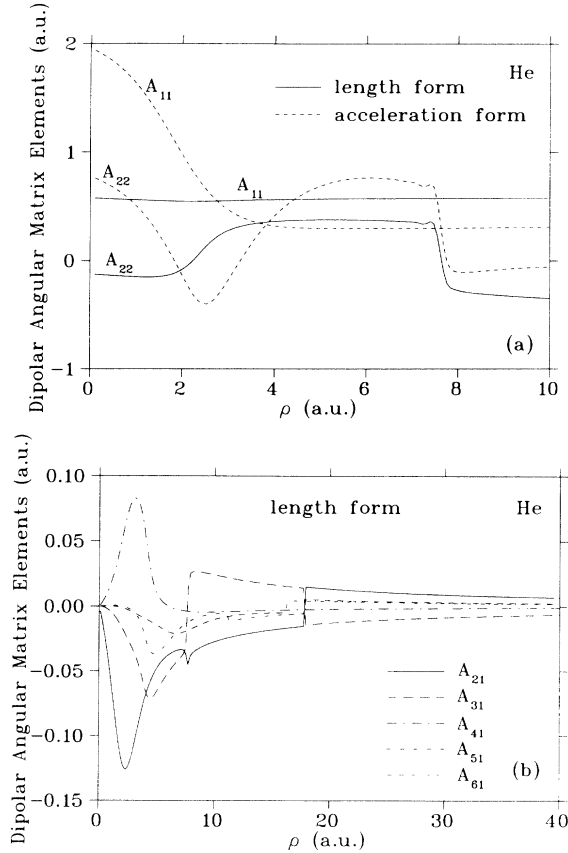 Dipolar Angular Matrix Elements (a.u.)
2
1
0
-1
He
length form
acceleration form
A11
A22
A11
A22
(a)
0 2 4 6 8 10
ρ (a.u.)
Dipolar Angular Matrix Elements (a.u.)
0.10
0.05
0.00
-0.05
-0.10
-0.15
length form He
A21
A31
A41
A51
A61
(b)
0 10 20 30 40
ρ (a.u.)